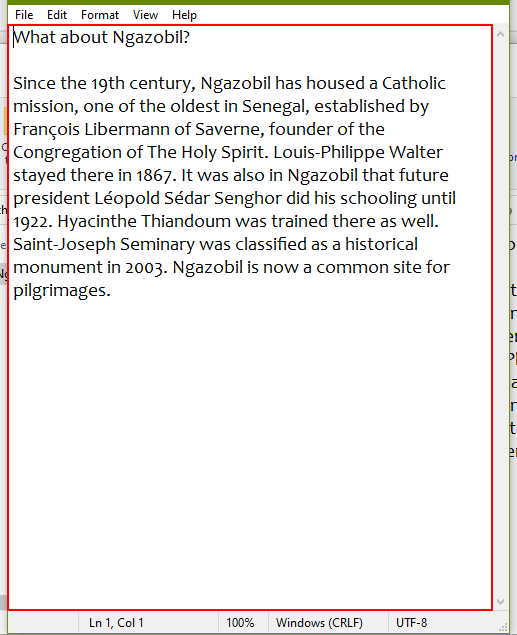 File Edit Format View Help
What about Ngazobil?
Since the 19th century, Ngazobil has housed a Catholic
mission, one of the oldest in Senegal, established by
François Libermann of Saverne, founder of the
Congregation of The Holy Spirit. Louis-Philippe Walter
stayed there in 1867. It was also in Ngazobil that future
president Léopold Sédar Senghor did his schooling until
1922. Hyacinthe Thiandoum was trained there as well.
Saint-Joseph Seminary was classified as a historical
monument in 2003. Ngazobil is now a common site for
pilgrimages.
Ln 1, Col 1 100% Windows (CRLF) UTF-8